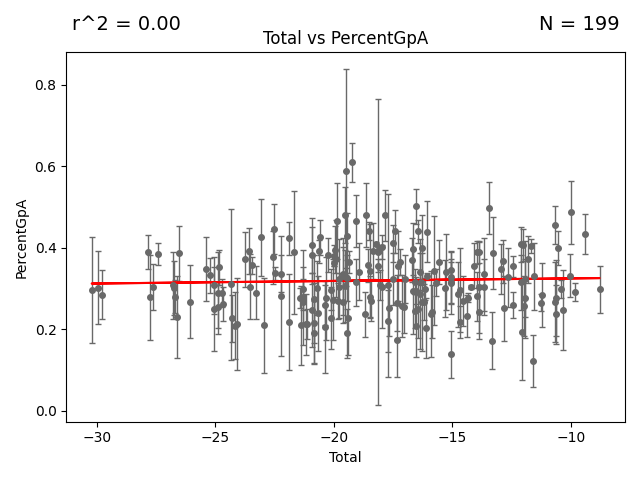 r^2 = 0.00
N = 199
Total vs PercentGpA
0.8
0.6
0.4
0.2
0.0
PercentGpA
−30
−25
−20
−15
−10
Total